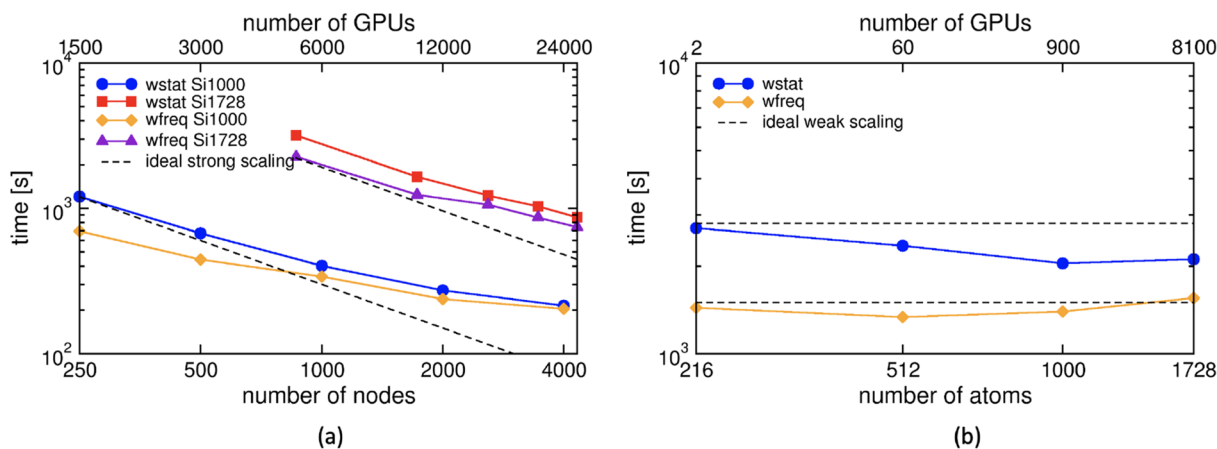 number of GPUs
1500 3000 6000 12000 24000
10^4
wstat Si1000
wstat Si1728
wfreq Si1000
wfreq Si1728
ideal strong scaling
time [s]
10^3
10^2
250 500 1000 2000 4000
number of nodes
(a)
number of GPUs
2 60 900 8100
10^4
wstat
wfreq
ideal weak scaling
time [s]
10^3
216 512 1000 1728
number of atoms
(b)